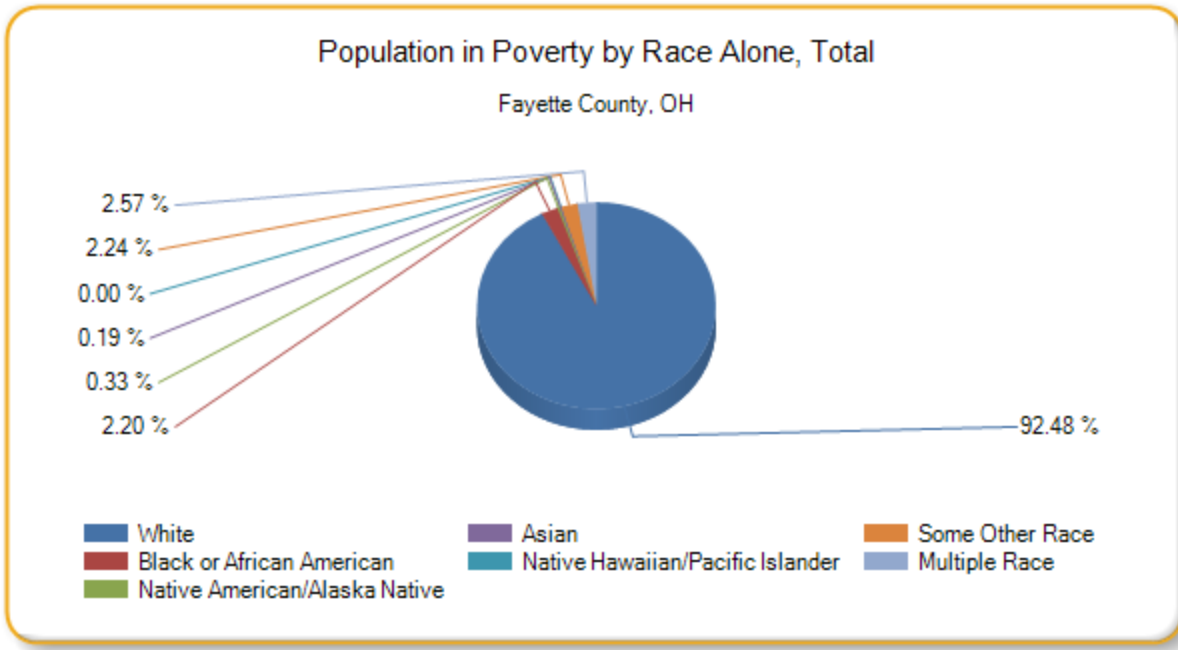 Population in Poverty by Race Alone, Total
Fayette County, OH
2.57 %
2.24 %
0.00 %
0.19 %
0.33 %
2.20 %
92.48 %
White
Asian
Some Other Race
Black or African American
Native Hawaiian/Pacific Islander
Multiple Race
Native American/Alaska Native